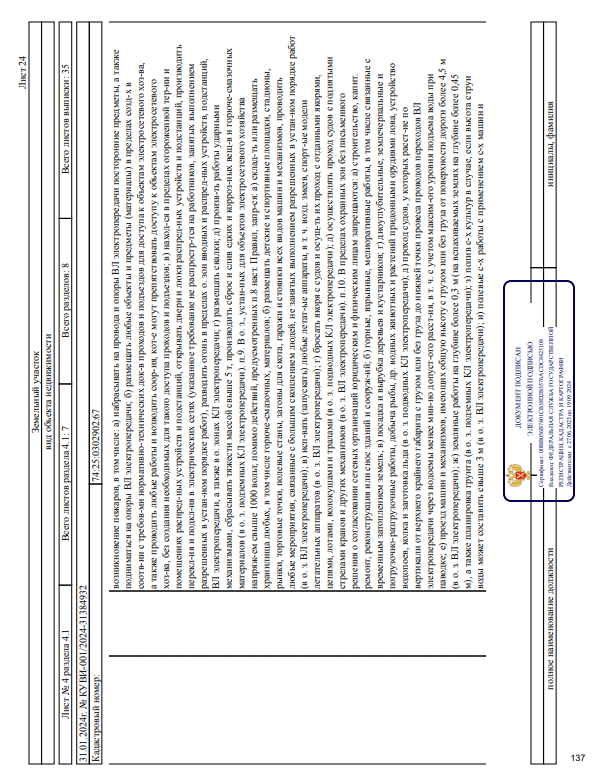 Лист 24
Земельный участок
вид объекта недвижимости
Лист № 4 раздела 4.1 Всего листов раздела 4.1: 7 Всего разделов: 8 Всего листов выписки: 35
31.01.2024г. № КУВИ-001/2024-31384932
Кадастровый номер: 74:25:0302902:67
возникновение пожаров, в том числе: а) набрасывать на провода и опоры ВЛ электропередачи посторонние предметы, а также
подниматься на опоры ВЛ электропередачи; б) размещать любые объекты и предметы (материалы) в пределах созд-х в
соотв-ии с требов-ми нормативно-технических док-в проходов и подъездов для доступа к объектам электросетевого хоз-ва,
а также проводить любые работы и возводить соор-ия, кот-е могут препятствовать доступу к объектам электросетевого
хоз-ва, без создания необходимых для такого доступа проходов и подъездов; в) наход-ся в пределах огороженной тер-ии и
помещениях распред-ных устройств и подстанций, открывать двери и люки распред-ных устройств и подстанций, производить
перекл-ия и подкл-ия в электрических сетях (указанное требование не распростр-тся на работников, занятых выполнением
разрешенных в устан-ном порядке работ), разводить огонь в пределах о. зон вводных и распред-ных устройств, подстанций,
ВЛ электропередачи, а также в о. зонах КЛ электропередачи; г) размещать свалки; д) произв-ть работы ударными
механизмами, сбрасывать тяжести массой свыше 5 т, производить сброс и слив едких и корроз-ных вещ-в и горюче-смазочных
материалов (в о.з. подземных КЛ электропередачи). п.9. В о.з., устан-ных для объектов электросетевого хозяйства
напряж-ем свыше 1000 вольт, помимо действий, предусмотренных п.8 наст. Правил, запр-ся: а) склад-ть или размещать
хранилища любых, в том числе горюче-смазочных, материалов; б) размещать детские и спортивные площадки, стадионы,
рынки, торговые точки, полевые станы, загоны для скота, гаражи и стоянки всех видов машин и механизмов, проводить
любые мероприятия, связанные с большим скоплением людей, не занятых выполнением разрешенных в устан-ном порядке работ
(в о. з. ВЛ электропередачи); в) исп-вать (запускать) любые летат-ые аппараты, в т. ч. возд. змеев, спорт-ые модели
летательных аппаратов (в о. з. ВЛ электропередачи); г) бросать якоря с судов и осущ-ть их проход с отданными якорями,
цепями, лотами, волокушами и тралами (в о. з. подводных КЛ электропередачи); д) осуществлять проход судов с поднятыми
стрелами кранов и других механизмов (в о. з. ВЛ электропередачи). п.10. В пределах охранных зон без письменного
решения о согласовании сетевых организаций юридическим и физическим лицам запрещаются: а) строительство, капит.
ремонт, реконструкция или снос зданий и сооруж-ий; б) горные, взрывные, мелиоративные работы, в том числе связанные с
временным затоплением земель; в) посадка и вырубка деревьев и кустарников; г) дноуглубительные, землечерпальные и
погрузочно-разгрузочные работы, добыча рыбы, др. водных животных и растений придонными орудиями лова, устройство
водопоев, колка и заготовка льда (в о.з. подводных КЛ электропередачи); д) проход судов, у которых расст-ие по
вертикали от верхнего крайнего габарита с грузом или без груза до нижней точки провеса проводов переходов ВЛ
электропередачи через водоемы менее мин-но допуст-ого расст-ия, в т. ч. с учетом максим-ого уровня подъема воды при
паводке; е) проезд машин и механизмов, имеющих общую высоту с грузом или без груза от поверхности дороги более 4,5 м
(в о.з. ВЛ электропередачи); ж) земляные работы на глубине более 0,3 м (на вспахиваемых землях на глубине более 0,45
м), а также планировка грунта (в о.з. подземных КЛ электропередачи); з) полив с-х культур в случае, если высота струи
воды может составить свыше 3 м (в о.з. ВЛ электропередачи); и) полевые с-х работы с применением с-х машин и
ДОКУМЕНТ ПОДПИСАН
ЭЛЕКТРОННОЙ ПОДПИСЬЮ
Владелец: ФЕДЕРАЛЬНАЯ СЛУЖБА ГОСУДАРСТВЕННОЙ
РЕГИСТРАЦИИ, КАДАСТРА И КАРТОГРАФИИ
Действителен: с 27.06.2023 по 19.09.2024
полное наименование должности инициалы, фамилия
137